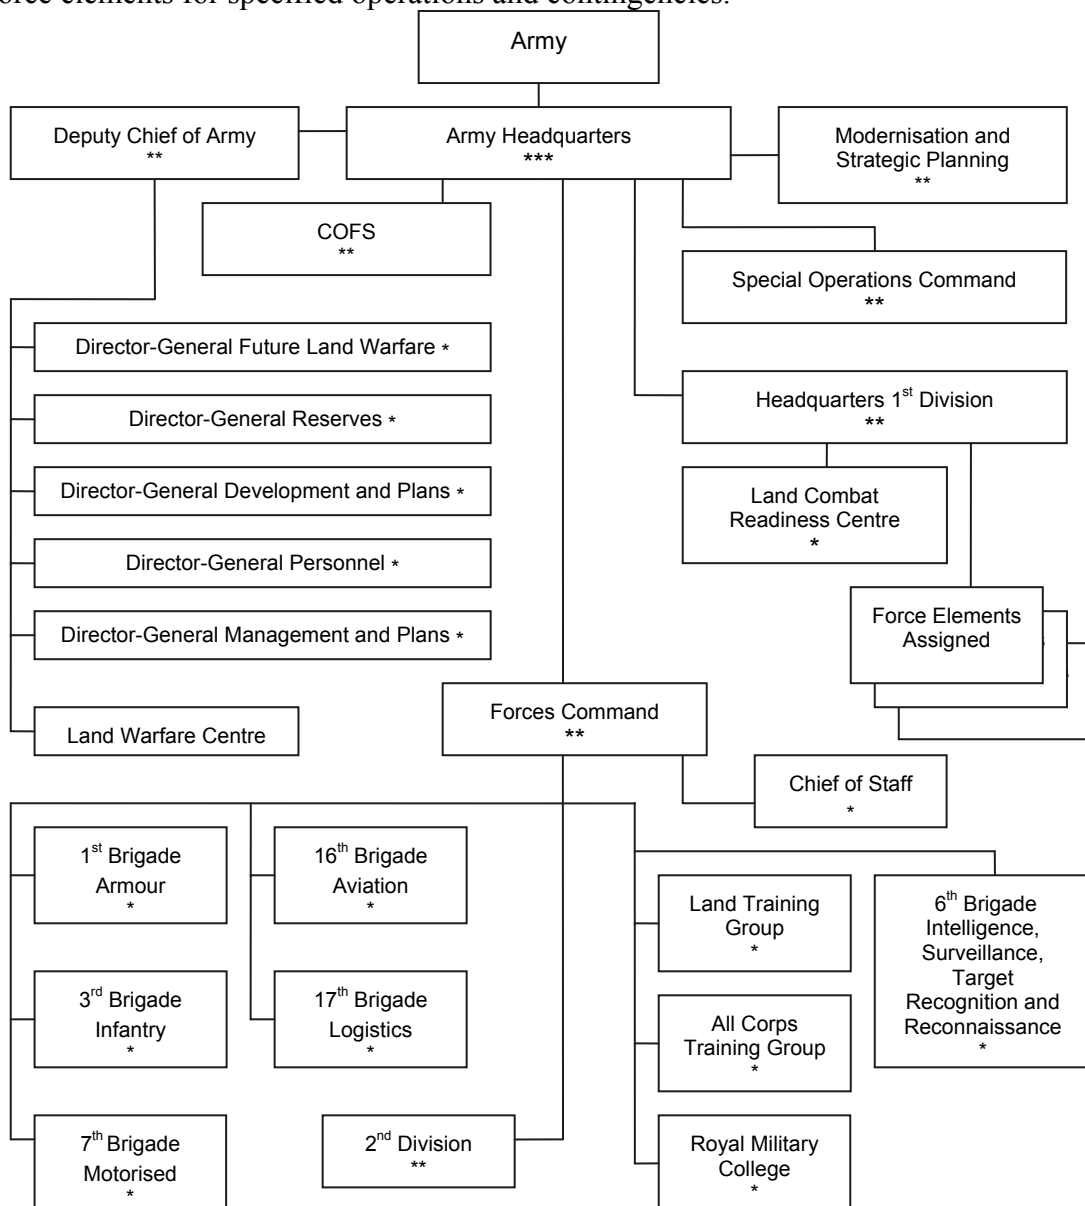 force elements for specified operations and contingencies.
Army
Deputy Chief of Army
**
Army Headquarters
***
Modernisation and
Strategic Planning
**
COFS
**
Special Operations Command
**
Director-General Future Land Warfare *
Headquarters 1st Division
**
Director-General Reserves *
Director-General Development and Plans *
Land Combat
Readiness Centre
*
Director-General Personnel *
Director-General Management and Plans *
Force Elements
Assigned
Land Warfare Centre
Forces Command
**
Chief of Staff
*
1st Brigade
Armour
*
16th Brigade
Aviation
*
Land Training
Group
*
6th Brigade
Intelligence,
Surveillance,
Target
Recognition and
Reconnaissance
*
3rd Brigade
Infantry
*
17th Brigade
Logistics
*
All Corps
Training Group
*
7th Brigade
Motorised
*
2nd Division
**
Royal Military
College
*